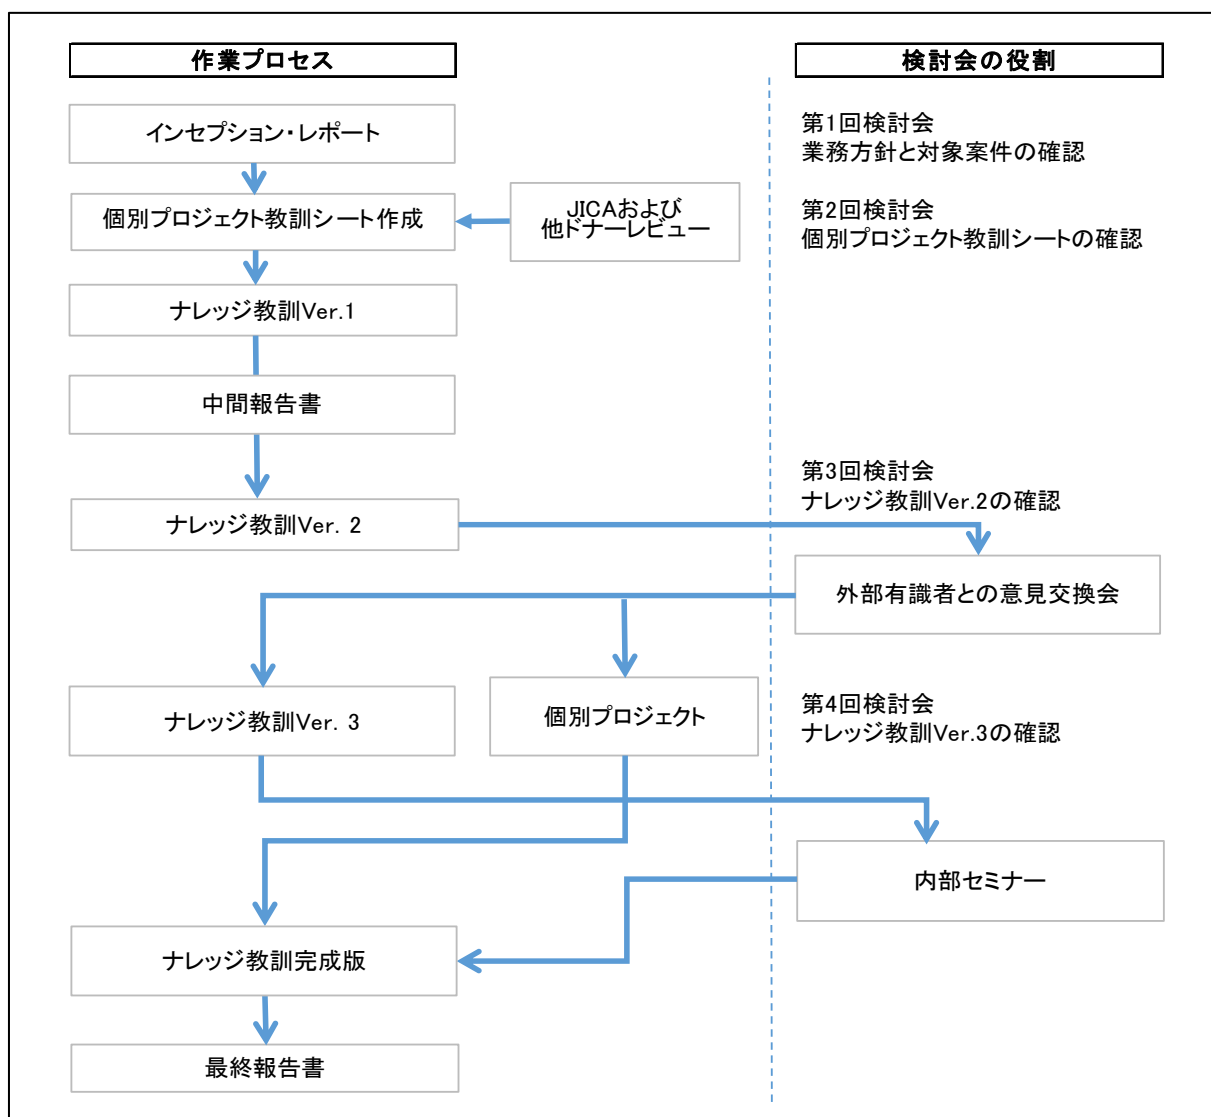 作業プロセス
検討会の役割
インセプション・レポート
第1回検討会
業務方針と対象案件の確認
個別プロジェクト教訓シート作成
JICAおよび
他ドナーレビュー
第2回検討会
個別プロジェクト教訓シートの確認
ナレッジ教訓Ver.1
中間報告書
第3回検討会
ナレッジ教訓Ver.2の確認
ナレッジ教訓Ver. 2
外部有識者との意見交換会
ナレッジ教訓Ver. 3
個別プロジェクト
第4回検討会
ナレッジ教訓Ver.3の確認
内部セミナー
ナレッジ教訓完成版
最終報告書